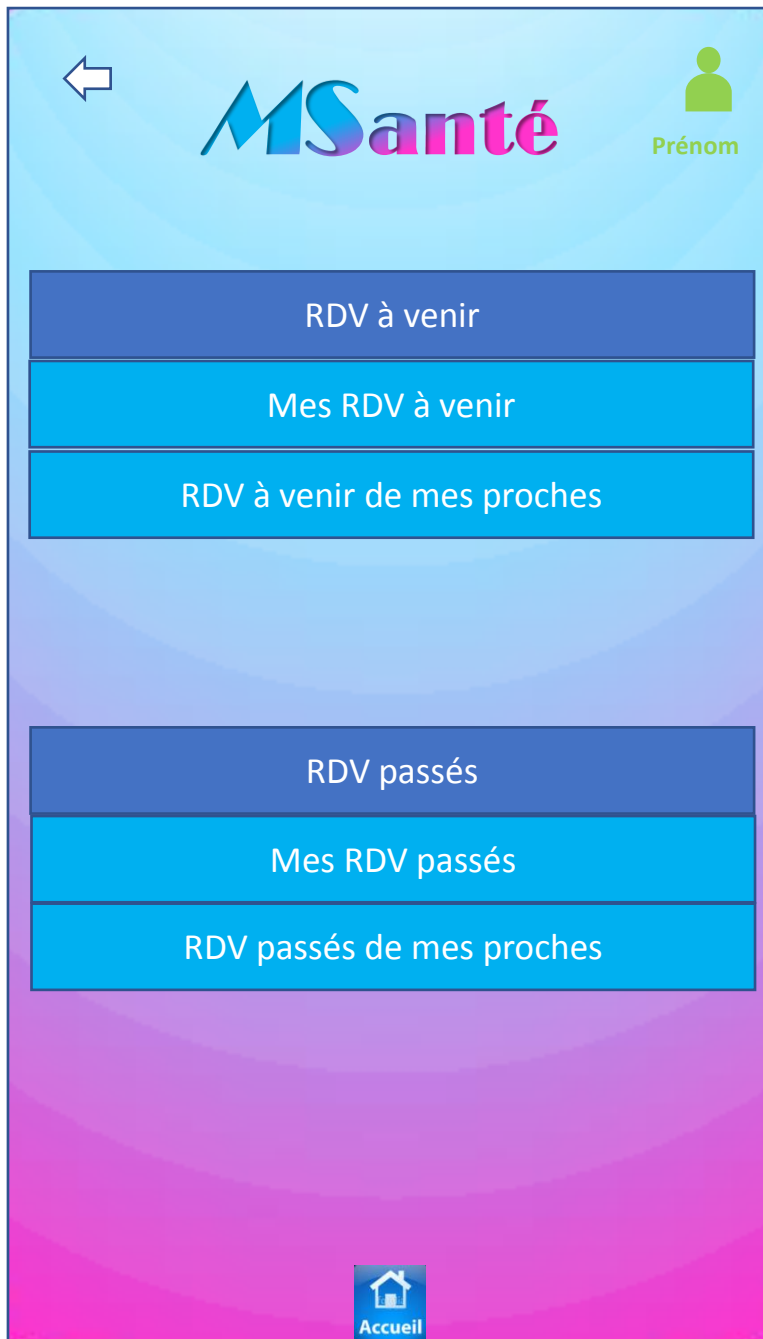 MSanté
Prénom
RDV à venir
Mes RDV à venir
RDV à venir de mes proches
RDV passés
Mes RDV passés
RDV passés de mes proches
Accueil